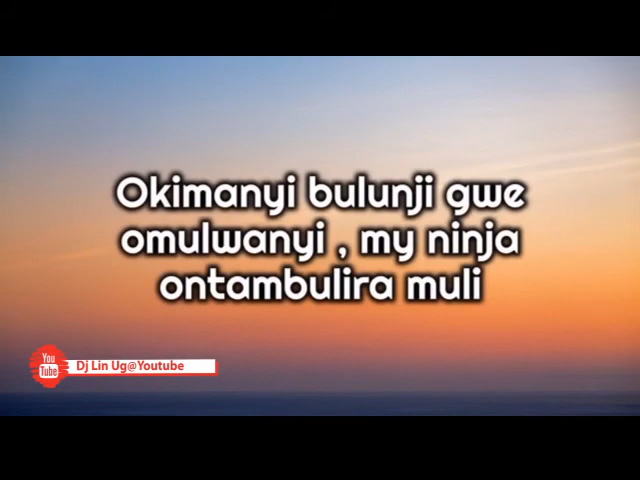 Okimanyi bulunji gwe
omulwanyi , my ninja
ontambulira muli
You
Tube
Dj Lin Ug@Youtube